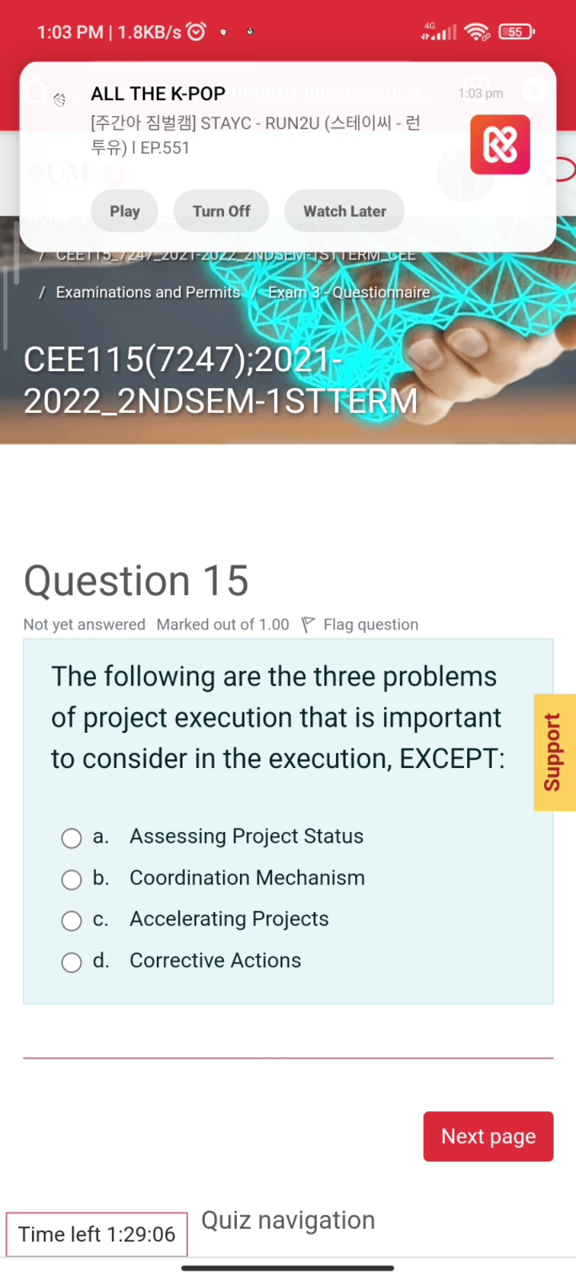 1:03 PM | 1.8KB/s
4G
55
ALL THE K-POP
1:03 pm
[주간아 짐벌캠] STAYC - RUN2U (스테이씨 - 런
투유) l EP.551
Play
Turn Off
Watch Later
/ CEE115_7247_2021-2022_2NDSEM-1STTERM_CEE
/ Examinations and Permits / Exam 3 - Questionnaire
CEE115(7247);2021-
2022_2NDSEM-1STTERM
Question 15
Not yet answered Marked out of 1.00 Flag question
The following are the three problems
of project execution that is important
to consider in the execution, EXCEPT:
Support
a. Assessing Project Status
b. Coordination Mechanism
c. Accelerating Projects
d. Corrective Actions
Next page
Quiz navigation
Time left 1:29:06